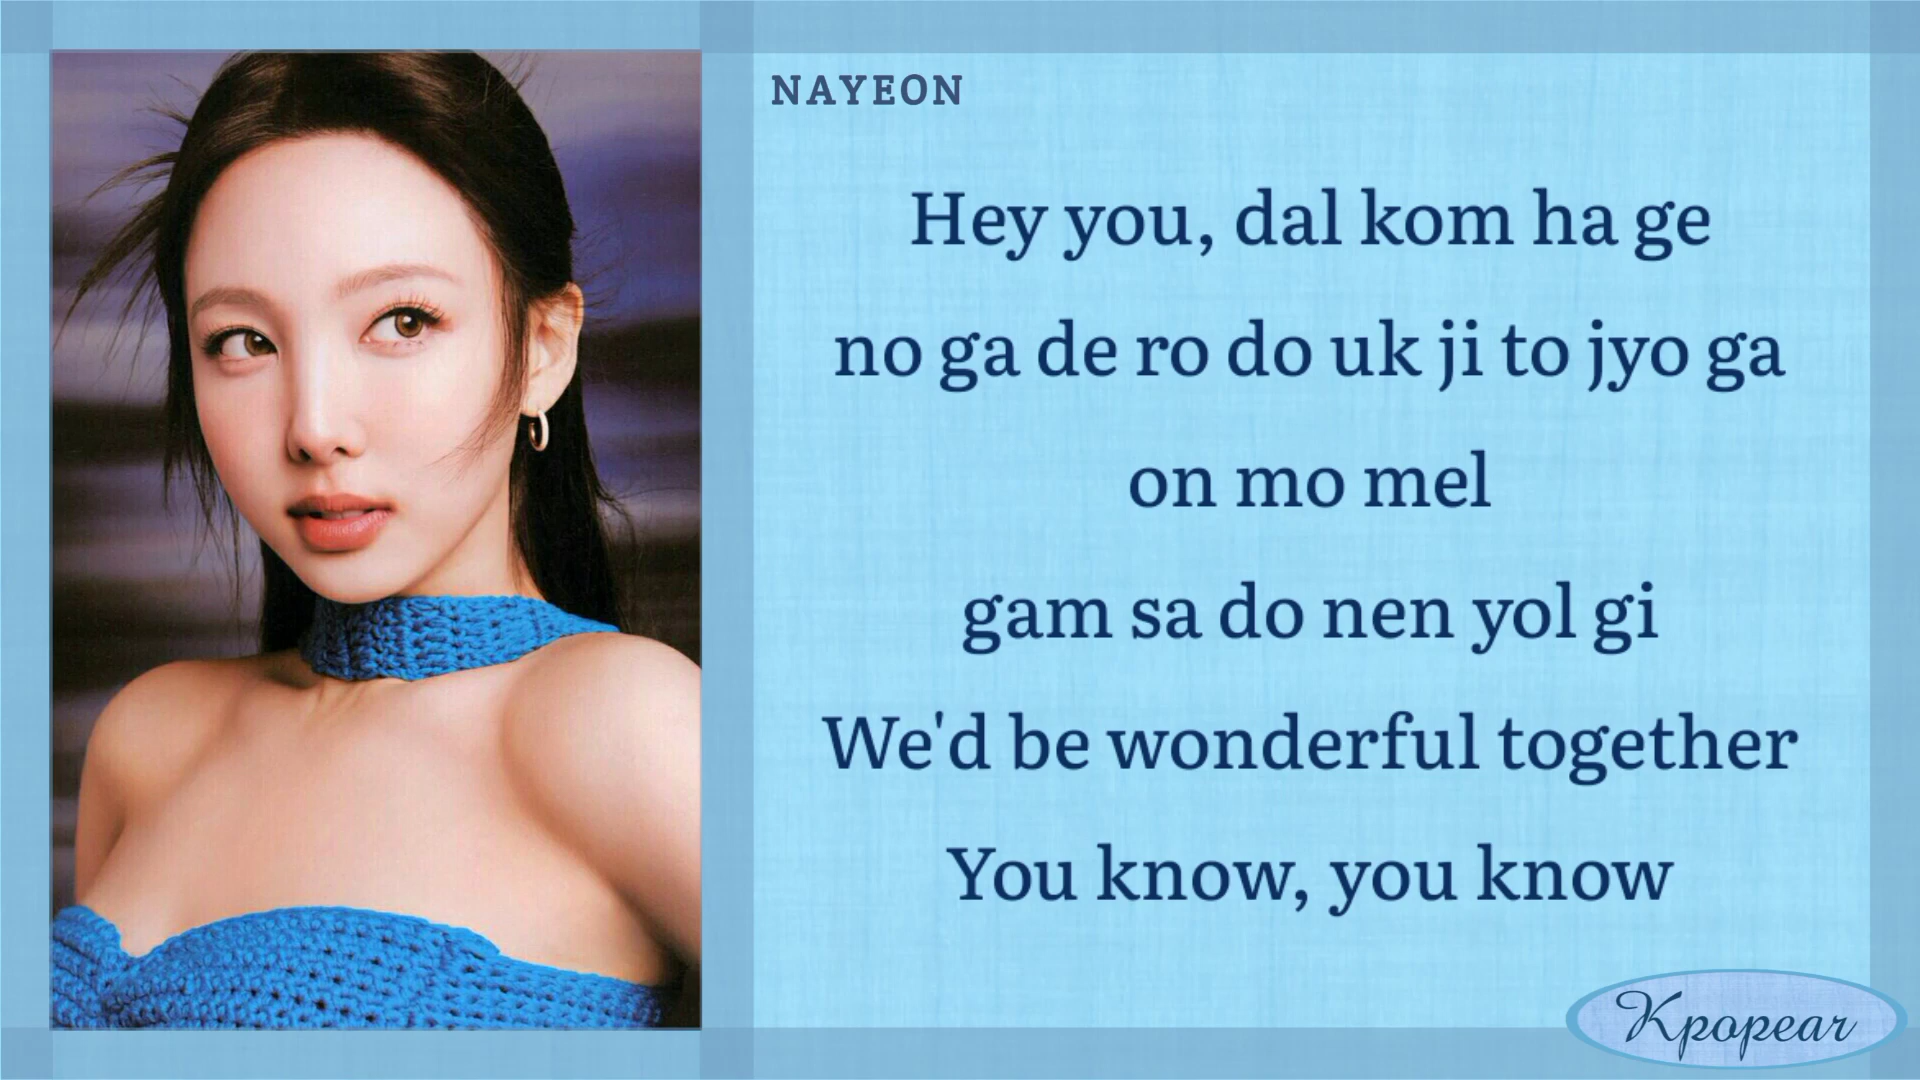 NAYEON
Hey you, dal kom ha ge
no ga de ro do uk ji to jyo ga
on mo mel
gam sa do nen yol gi
We'd be wonderful together
You know, you know
Kpopear